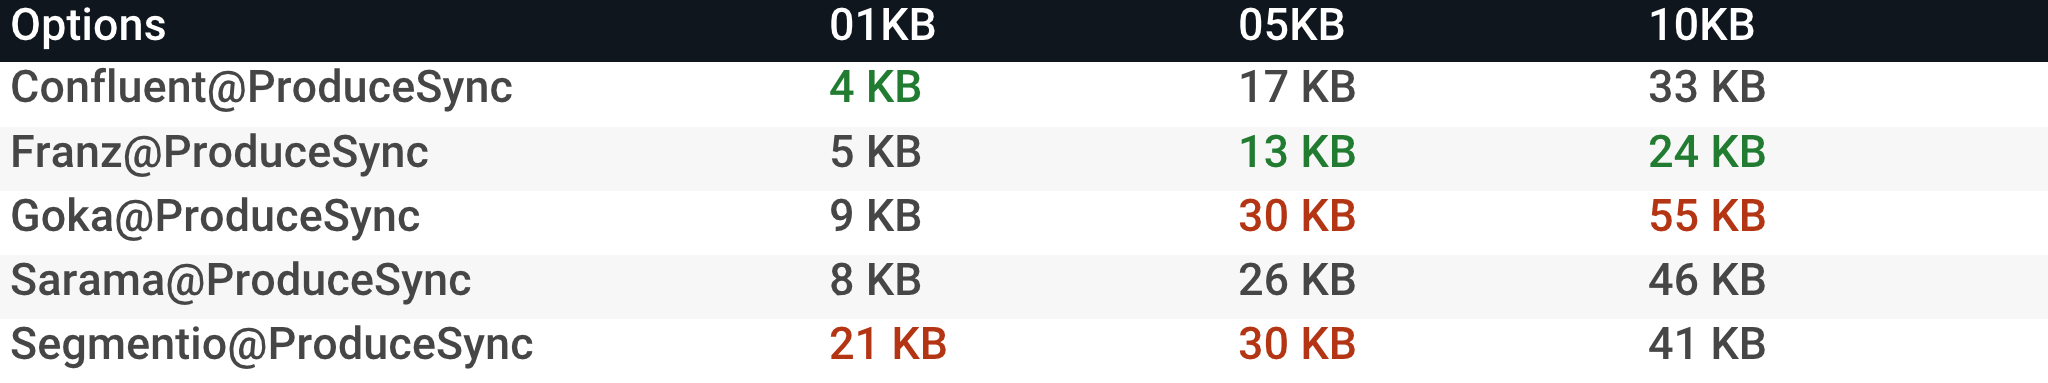 Options 01KB 05KB 10KB
Confluent@ProduceSync 4 KB 17 KB 33 KB
Franz@ProduceSync 5 KB 13 KB 24 KB
Goka@ProduceSync 9 KB 30 KB 55 KB
Sarama@ProduceSync 8 KB 26 KB 46 KB
Segmentio@ProduceSync 21 KB 30 KB 41 KB